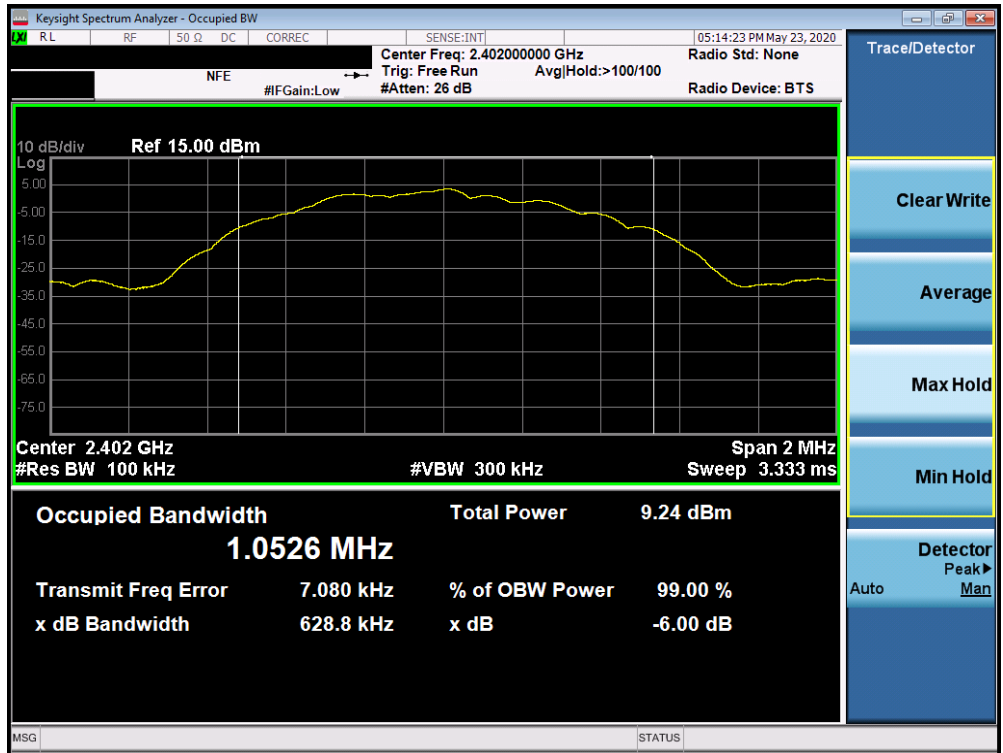 Keysight Spectrum Analyzer - Occupied BW
LXI RL RF 50 Ω DC CORREC SENSE:INT 05:14:23 PM May 23, 2020
Center Freq: 2.402000000 GHz Radio Std: None
NFE Trig: Free Run Avg|Hold:>100/100
#IFGain:Low #Atten: 26 dB Radio Device: BTS
10 dB/div Ref 15.00 dBm
Log
5.00
-5.00
-15.0
-25.0
-35.0
-45.0
-55.0
-65.0
-75.0
Center 2.402 GHz Span 2 MHz
#Res BW 100 kHz #VBW 300 kHz Sweep 3.333 ms
Occupied Bandwidth Total Power 9.24 dBm
1.0526 MHz
Transmit Freq Error 7.080 kHz % of OBW Power 99.00 %
x dB Bandwidth 628.8 kHz x dB -6.00 dB
MSG STATUS
Trace/Detector
Clear Write
Average
Max Hold
Min Hold
Detector
Peak▶
Auto Man